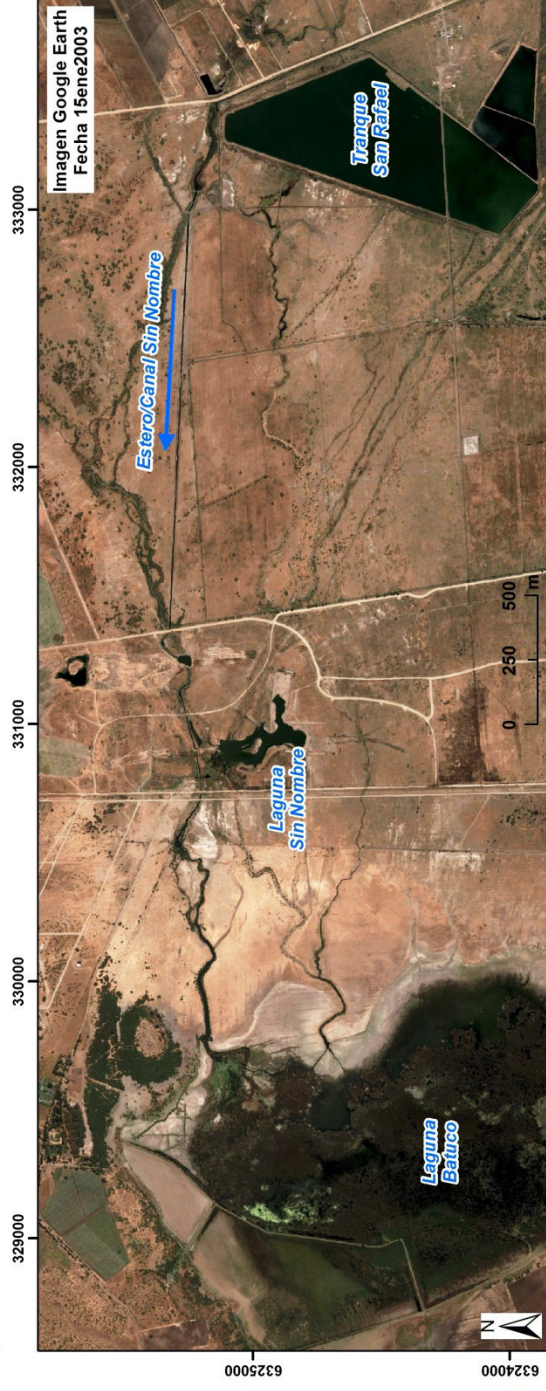 Imagen Google Earth
Fecha 15ene2003
329000
330000
331000
332000
333000
Estero/Canal Sin Nombre
Tranque
San Rafael
Laguna
Sin Nombre
Laguna
Batuco
6325000
6324000
N
0 250 500
m